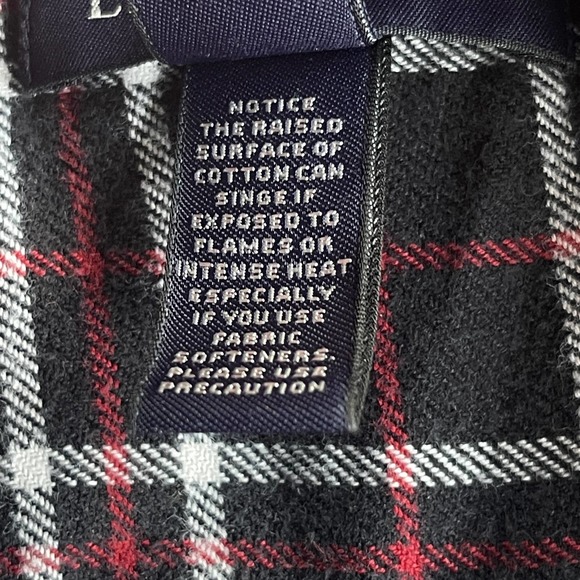 L
NOTICE
THE RAISED
SURFACE OF
COTTON CAN
SINGE IF
EXPOSED TO
FLAMES OR
INTENSE HEAT
ESPECIALLY
IF YOU USE
FABRIC
SOFTENERS.
PLEASE USE
PRECAUTION